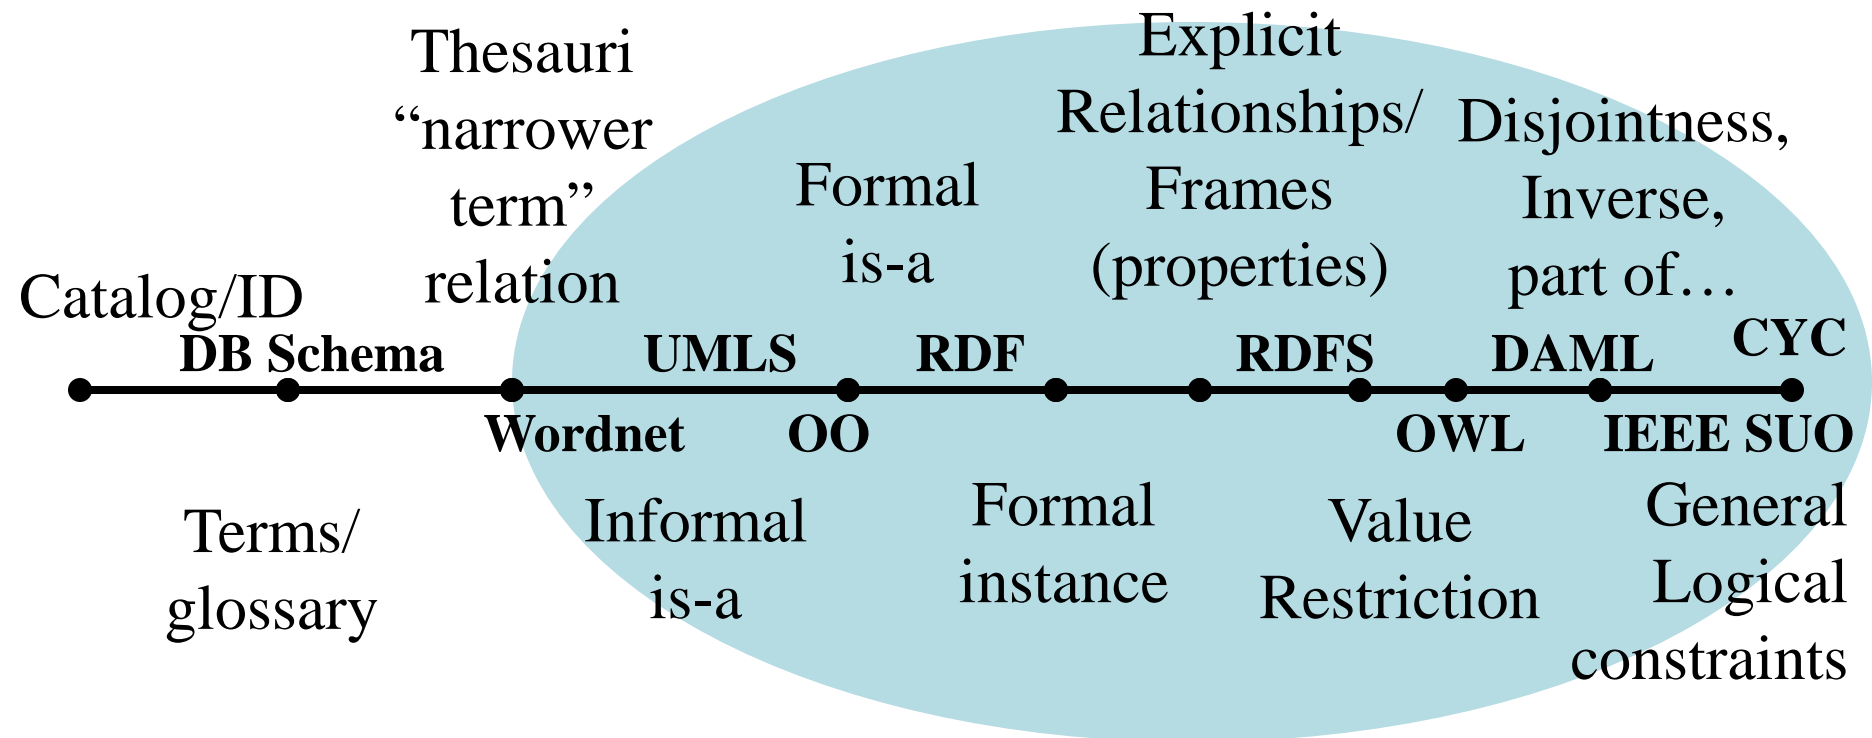 Thesauri
“narrower
term”
relation
Explicit
Relationships/
Frames
(properties)
Disjointness,
Inverse,
part of…
Formal
is-a
Catalog/ID
DB Schema
UMLS
RDF
RDFS
DAML
CYC
Wordnet
OO
OWL
IEEE SUO
Terms/
glossary
Informal
is-a
Formal
instance
Value
Restriction
General
Logical
constraints